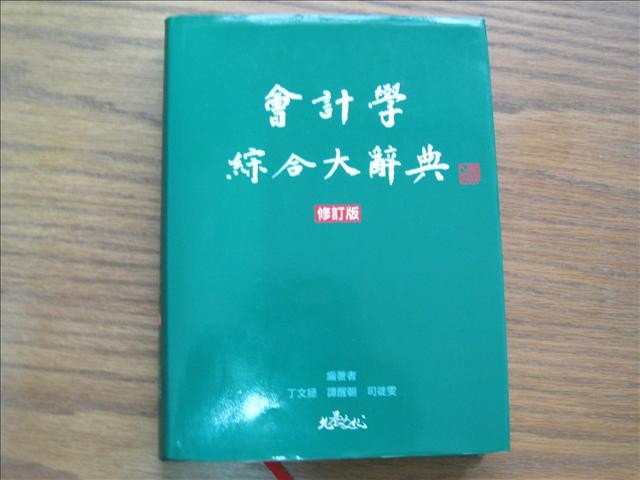 會計學
綜合大辭典
修訂版
編著者
丁文拯 譚醒朝 司徒雯